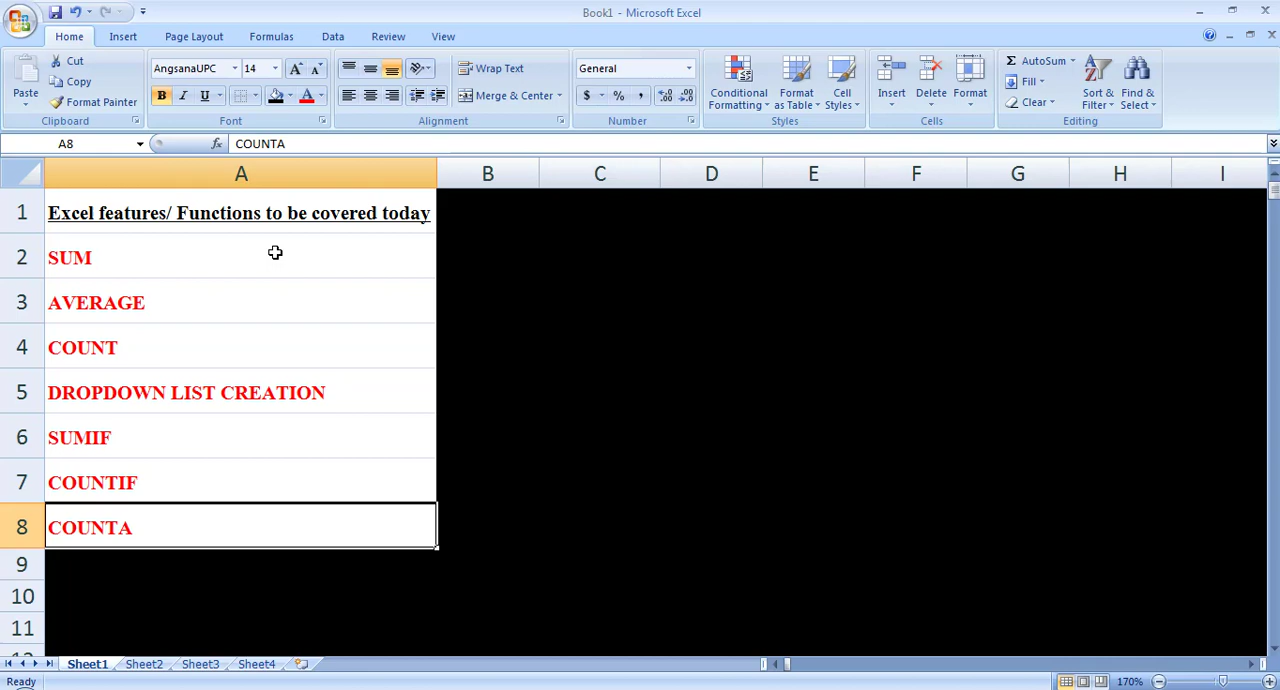 Book1 - Microsoft Excel
Home Insert Page Layout Formulas Data Review View
Paste
Cut
Copy
Format Painter
Clipboard
AngsanaUPC 14
A A
B I U A
Font
Wrap Text
Merge & Center
Alignment
General
$ % ,
Number
Conditional Formatting
Format as Table
Cell Styles
Styles
Insert
Delete
Format
Cells
Σ AutoSum
Fill
Clear
Sort & Filter
Find & Select
Editing
A8 fx COUNTA
A B C D E F G H I
1 Excel features/ Functions to be covered today
2 SUM
3 AVERAGE
4 COUNT
5 DROPDOWN LIST CREATION
6 SUMIF
7 COUNTIF
8 COUNTA
9
10
11
Sheet1 Sheet2 Sheet3 Sheet4
Ready 170%